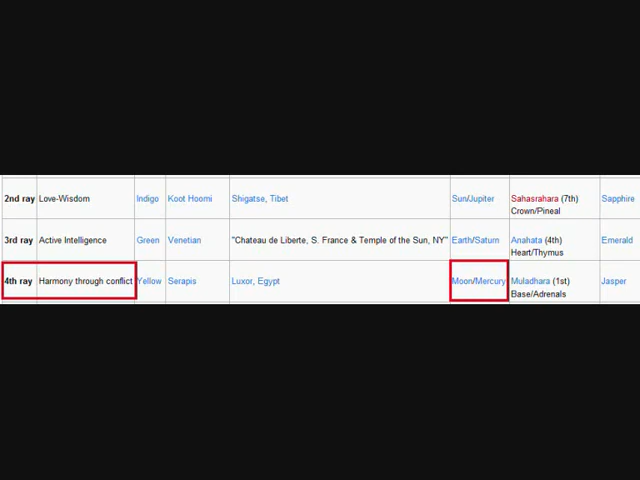 2nd ray Love-Wisdom Indigo Koot Hoomi Shigatse, Tibet Sun/Jupiter Sahasrahara (7th) Sapphire
Crown/Pineal
3rd ray Active Intelligence Green Venetian "Chateau de Liberte, S. France & Temple of the Sun, NY" Earth/Saturn Anahata (4th) Emerald
Heart/Thymus
4th ray Harmony through conflict Yellow Serapis Luxor, Egypt Moon/Mercury Muladhara (1st) Jasper
Base/Adrenals